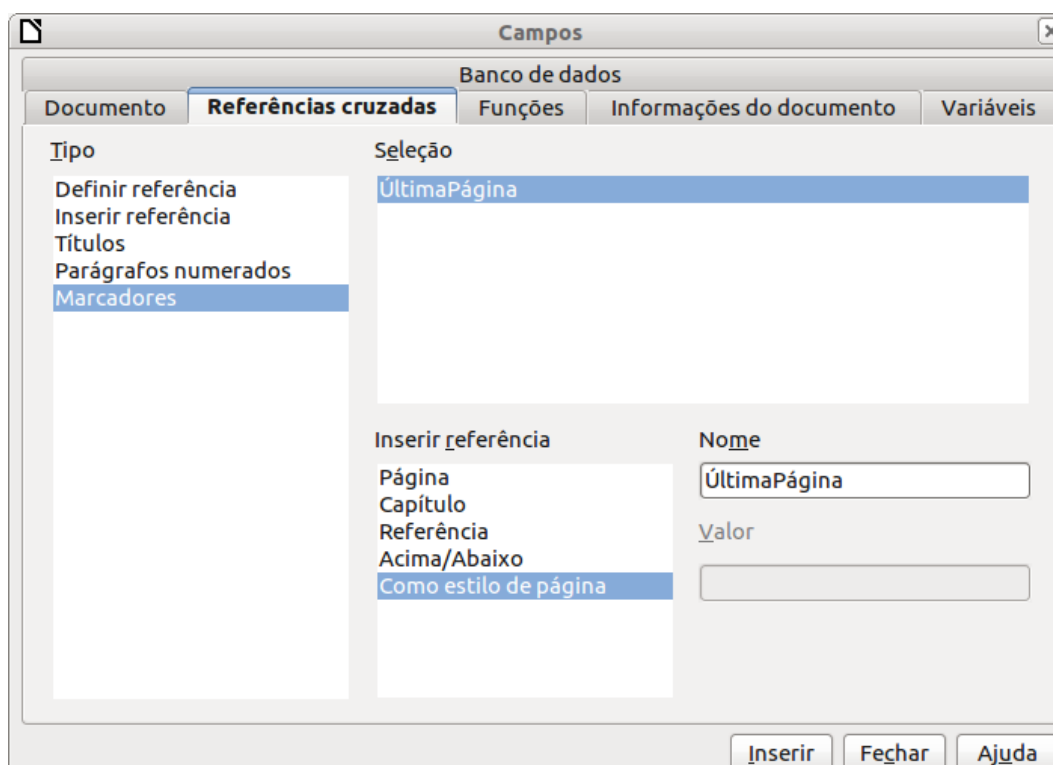 Campos
Banco de dados
Documento Referências cruzadas Funções Informações do documento Variáveis
Tipo
Seleção
Definir referência
Inserir referência
Títulos
Parágrafos numerados
Marcadores
ÚltimaPágina
Inserir referência
Página
Capítulo
Referência
Acima/Abaixo
Como estilo de página
Nome
ÚltimaPágina
Valor
Inserir Fechar Ajuda